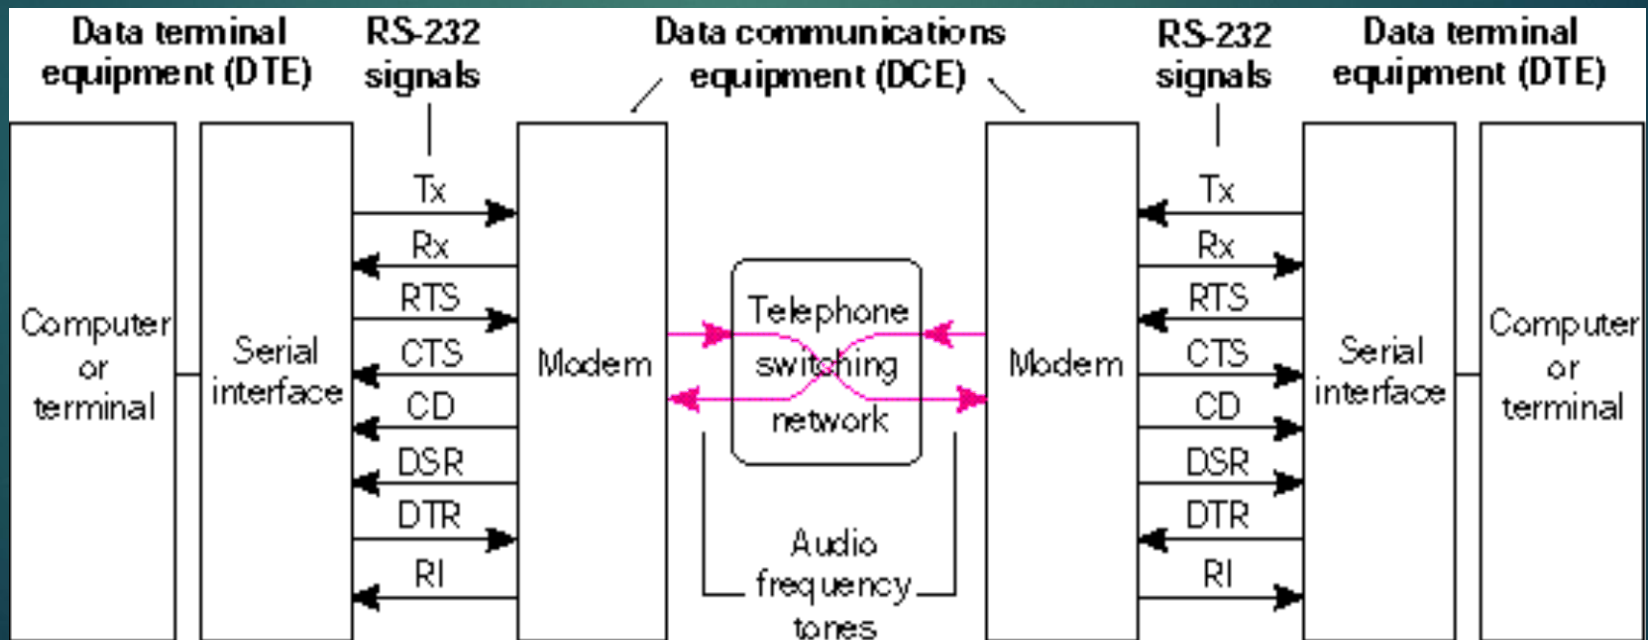 Data terminal
equipment (DTE)
RS-232
signals
Data communications
equipment (DCE)
RS-232
signals
Data terminal
equipment (DTE)
Computer
or
terminal
Serial
interface
Tx
Rx
RTS
CTS
CD
DSR
DTR
RI
Modem
Telephone
switching
network
Audio
frequency
tones
Modem
Tx
Rx
RTS
CTS
CD
DSR
DTR
RI
Serial
interface
Computer
or
terminal